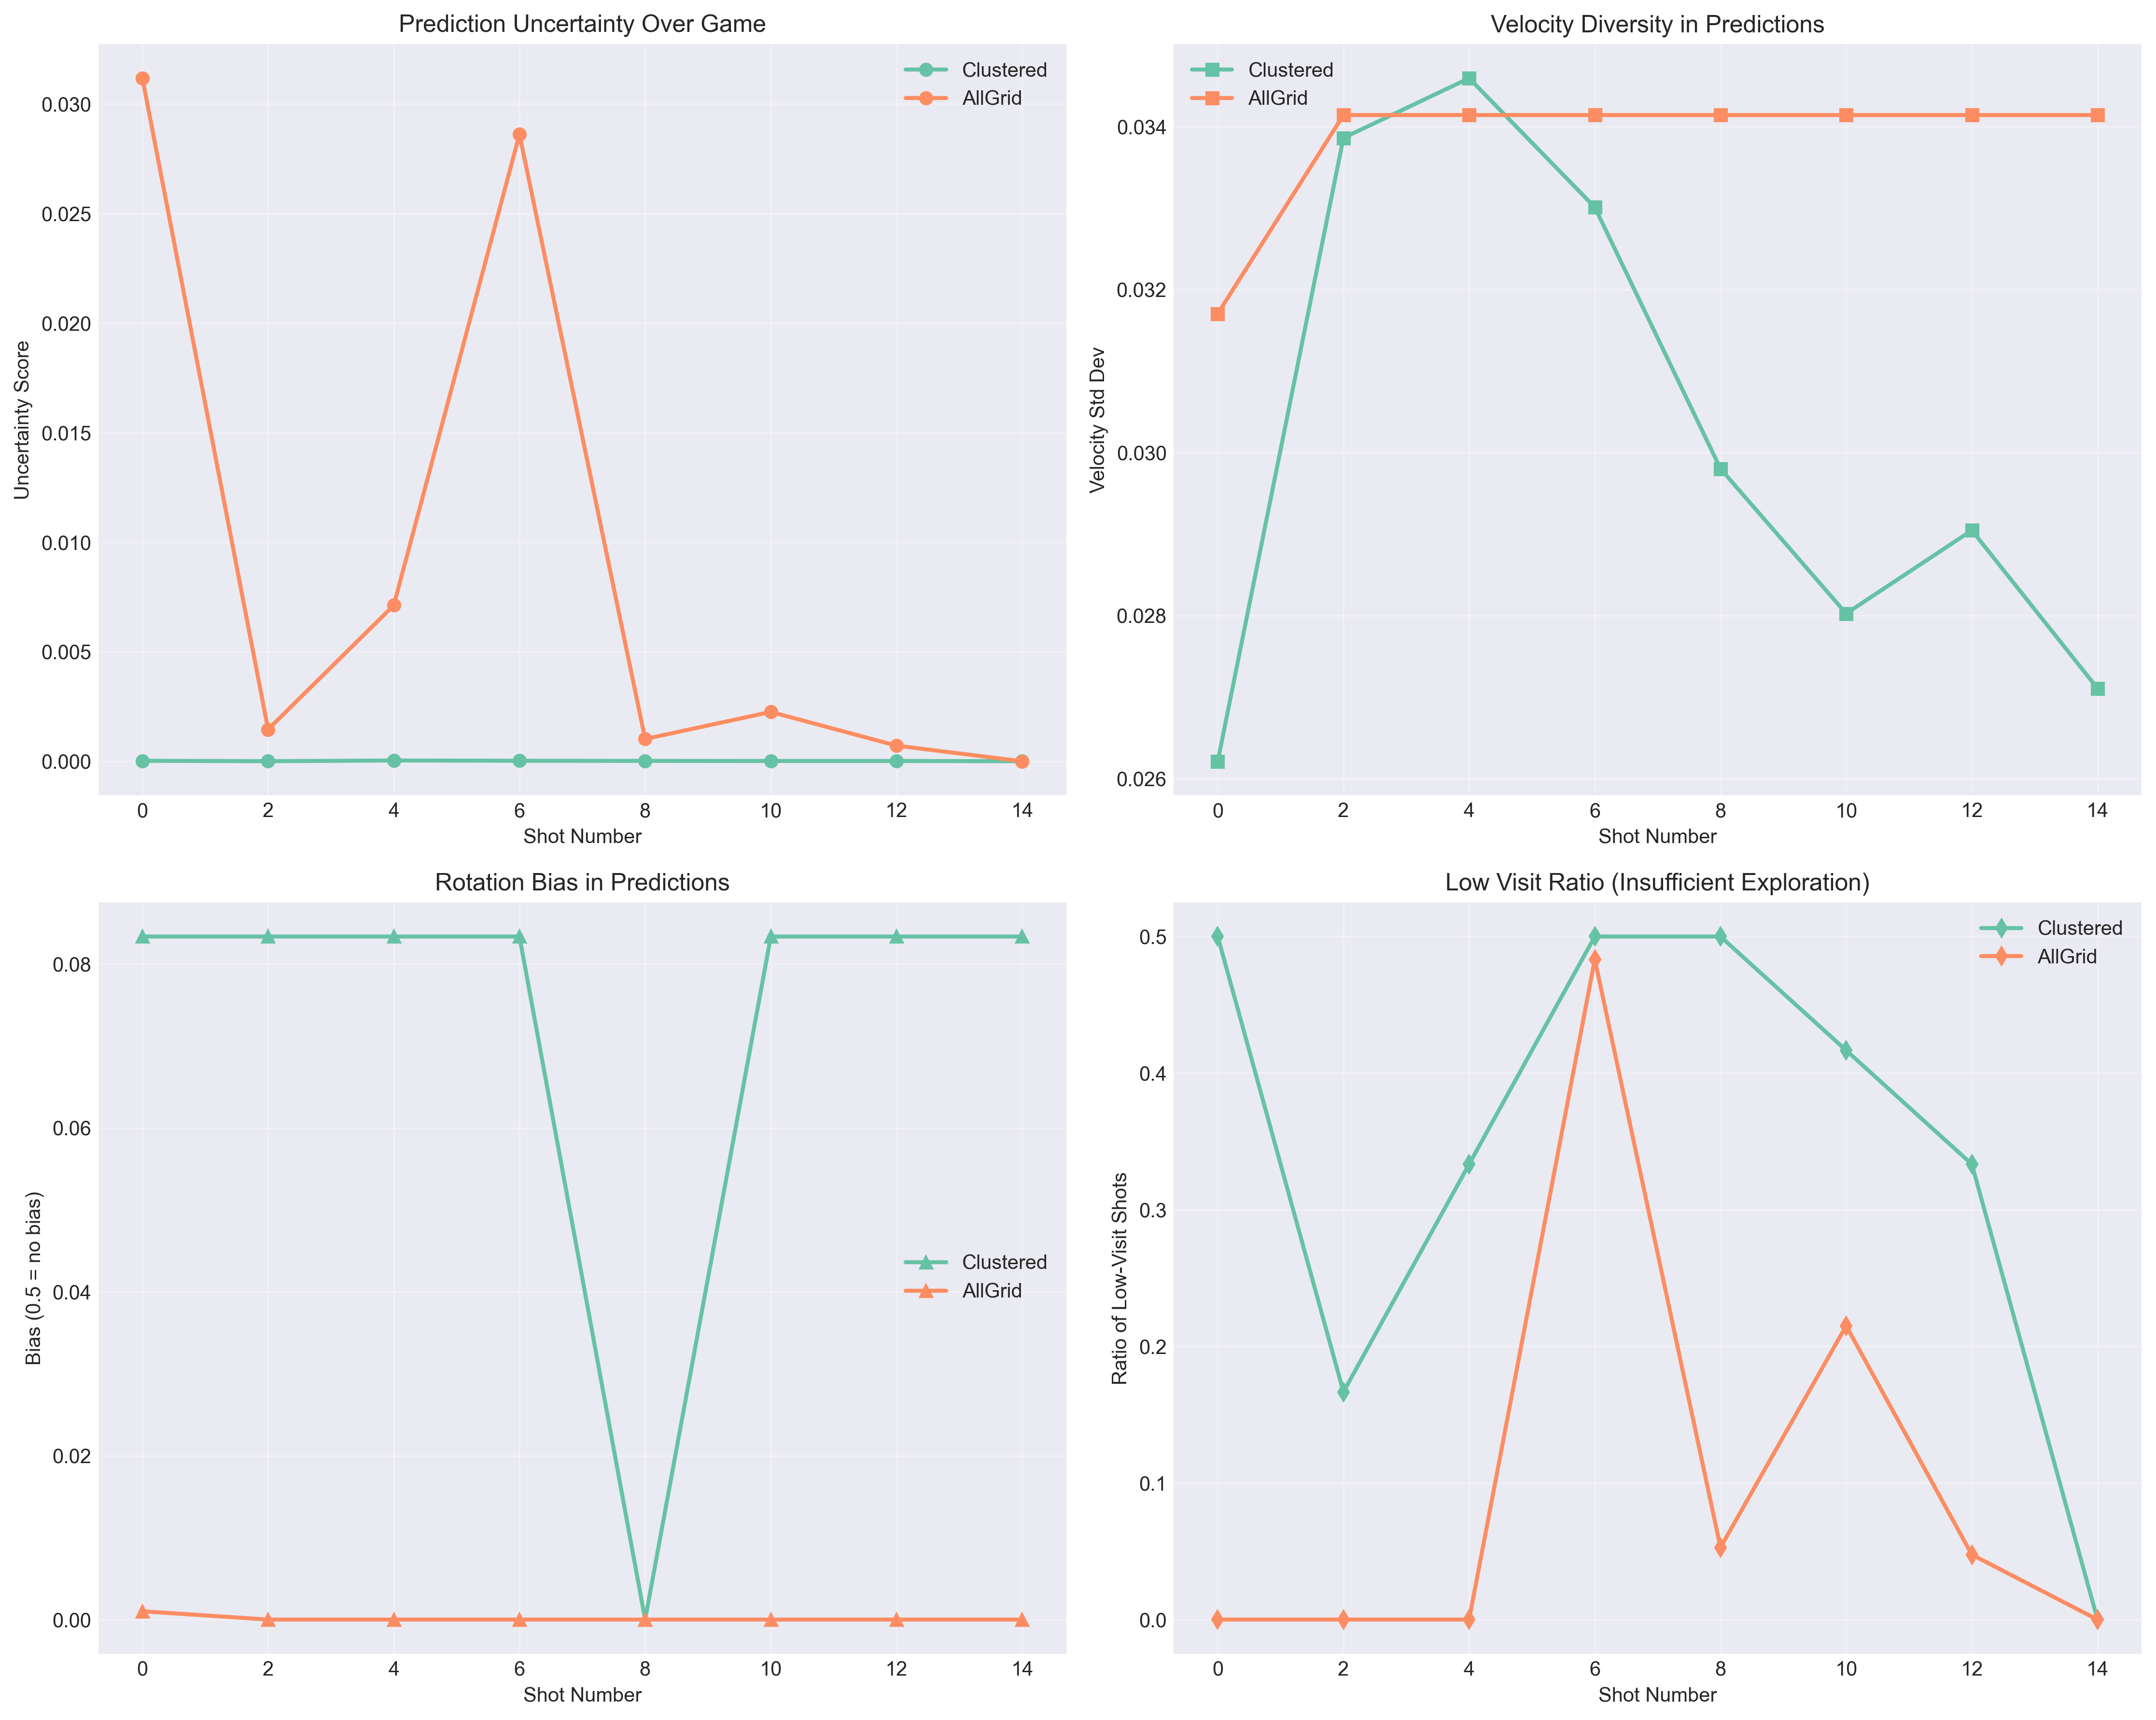 Prediction Uncertainty Over Game
Clustered
AllGrid
0.030
0.025
0.020
0.015
0.010
0.005
0.000
Uncertainty Score
0 2 4 6 8 10 12 14
Shot Number
Velocity Diversity in Predictions
Clustered
AllGrid
0.034
0.032
0.030
0.028
0.026
Velocity Std Dev
0 2 4 6 8 10 12 14
Shot Number
Rotation Bias in Predictions
Clustered
AllGrid
0.08
0.06
0.04
0.02
0.00
Bias (0.5 = no bias)
0 2 4 6 8 10 12 14
Shot Number
Low Visit Ratio (Insufficient Exploration)
Clustered
AllGrid
0.5
0.4
0.3
0.2
0.1
0.0
Ratio of Low-Visit Shots
0 2 4 6 8 10 12 14
Shot Number